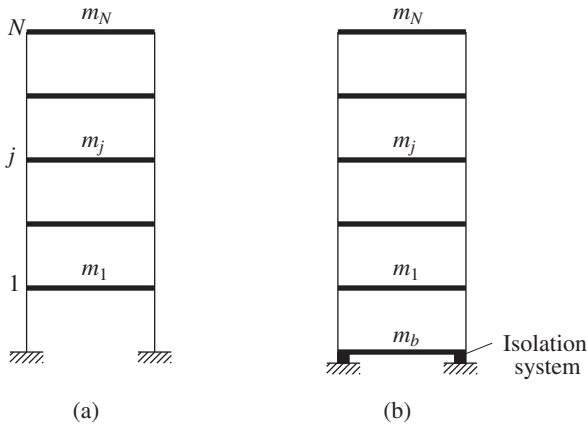 N
m_N
m_N
j
m_j
m_j
1
m_1
m_1
m_b
Isolation
system
(a)
(b)